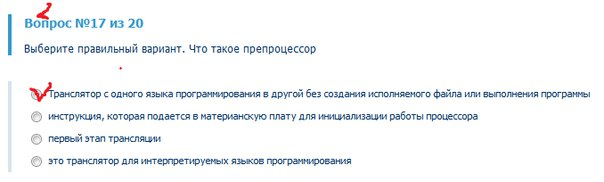 Вопрос №17 из 20
Выберите правильный вариант. Что такое препроцессор
Транслятор с одного языка программирования в другой без создания исполняемого файла или выполнения программы
инструкция, которая подается в материанскую плату для инициализации работы процессора
первый этап трансляции
это транслятор для интерпретируемых языков программирования